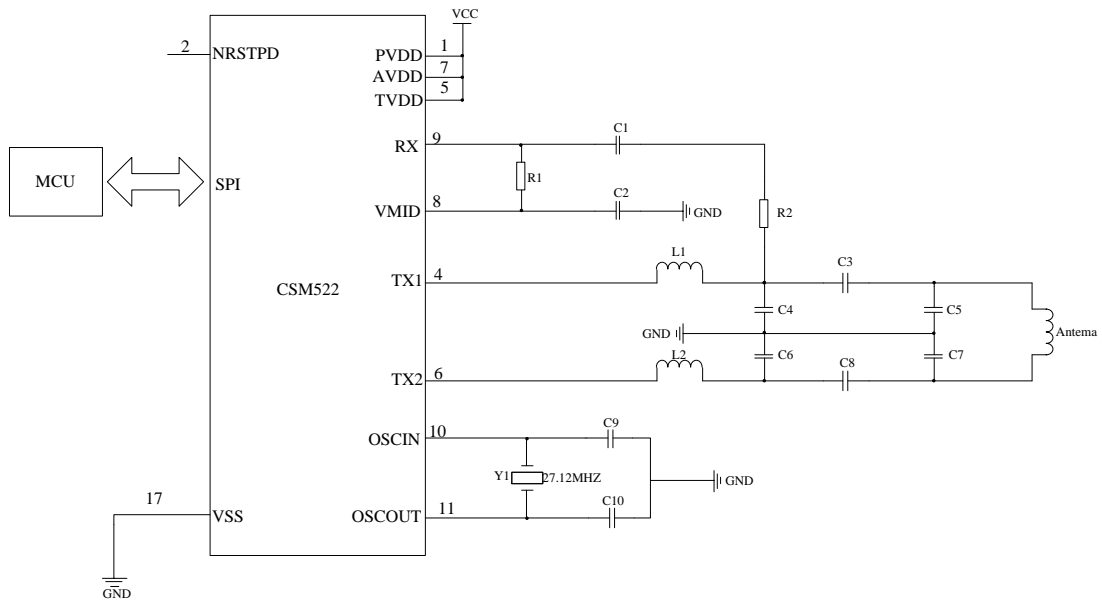 VCC
2
NRSTPD
PVDD
1
AVDD
7
TVDD
5
RX
9
C1
MCU
SPI
R1
VMID
8
C2
GND
R2
CSM522
TX1
4
L1
C3
C4
C5
GND
Antema
L2
C6
C7
TX2
6
C8
OSCIN
10
C9
Y1
27.12MHZ
GND
C10
17
VSS
OSCOUT
11
GND